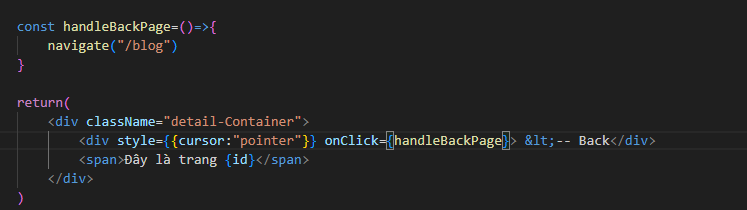 const handleBackPage=()=>{
navigate("/blog")
}
return(
<div className="detail-Container">
<div style={{cursor:"pointer"}} onClick={handleBackPage}> &lt;-- Back</div>
<span>Đây là trang {id}</span>
</div>
)